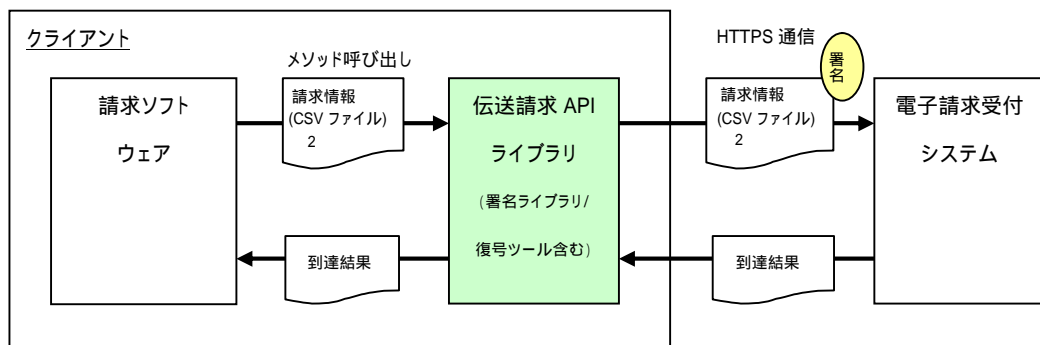 クライアント
メソッド呼び出し
HTTPS 通信
署
名
請求ソフト
ウェア
請求情報
(CSV ファイル)
2
伝送請求 API
ライブラリ
(署名ライブラリ/
復号ツール含む)
請求情報
(CSV ファイル)
2
電子請求受付
システム
到達結果
到達結果